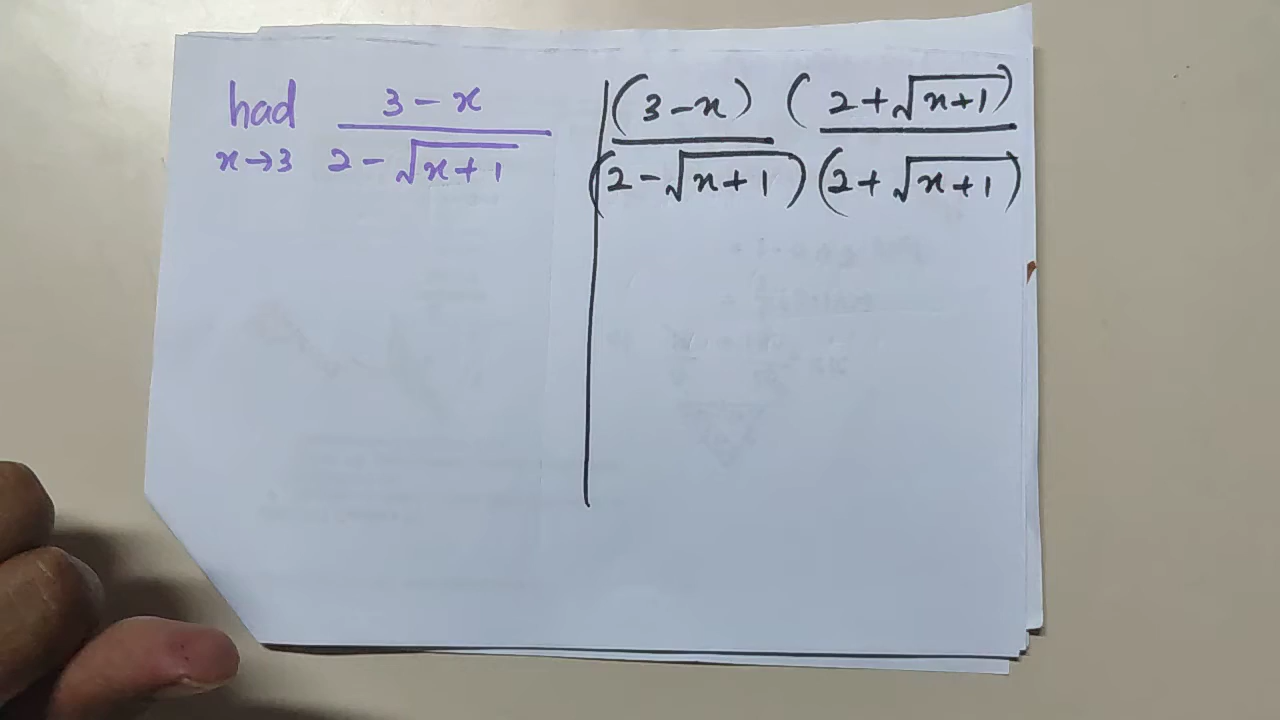 had 3 - x
x→3 2 - √x + 1
(3 - x) (2 + √x + 1)
(2 - √x + 1) (2 + √x + 1)